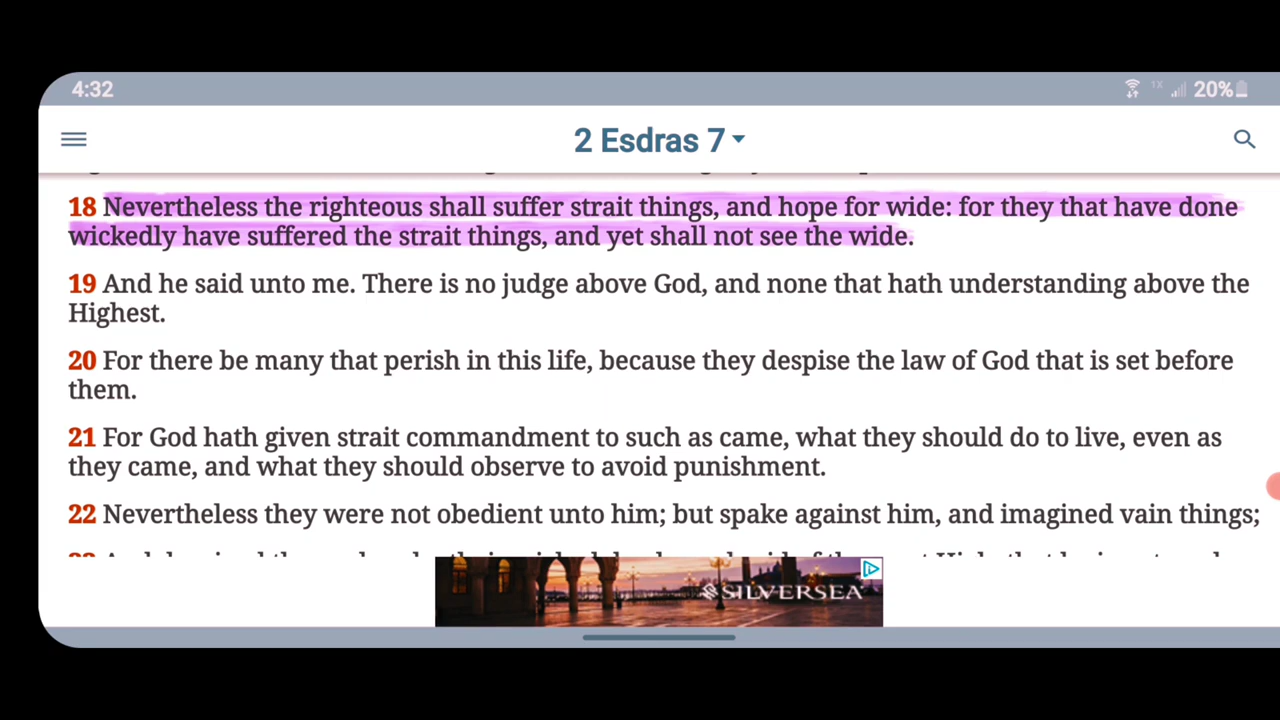 4:32
1X
20%
2 Esdras 7
18 Nevertheless the righteous shall suffer strait things, and hope for wide: for they that have done
wickedly have suffered the strait things, and yet shall not see the wide.
19 And he said unto me. There is no judge above God, and none that hath understanding above the
Highest.
20 For there be many that perish in this life, because they despise the law of God that is set before
them.
21 For God hath given strait commandment to such as came, what they should do to live, even as
they came, and what they should observe to avoid punishment.
22 Nevertheless they were not obedient unto him; but spake against him, and imagined vain things;
SILVERSEA